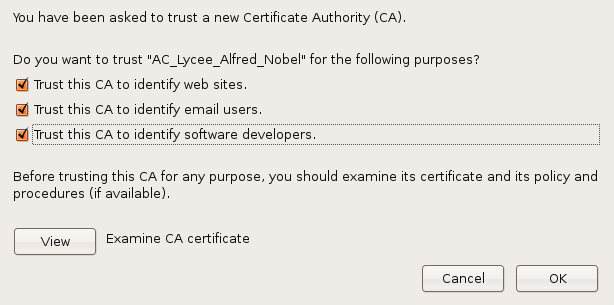 You have been asked to trust a new Certificate Authority (CA).
Do you want to trust "AC_Lycee_Alfred_Nobel" for the following purposes?
Trust this CA to identify web sites.
Trust this CA to identify email users.
Trust this CA to identify software developers.
Before trusting this CA for any purpose, you should examine its certificate and its policy and
procedures (if available).
View Examine CA certificate
Cancel OK